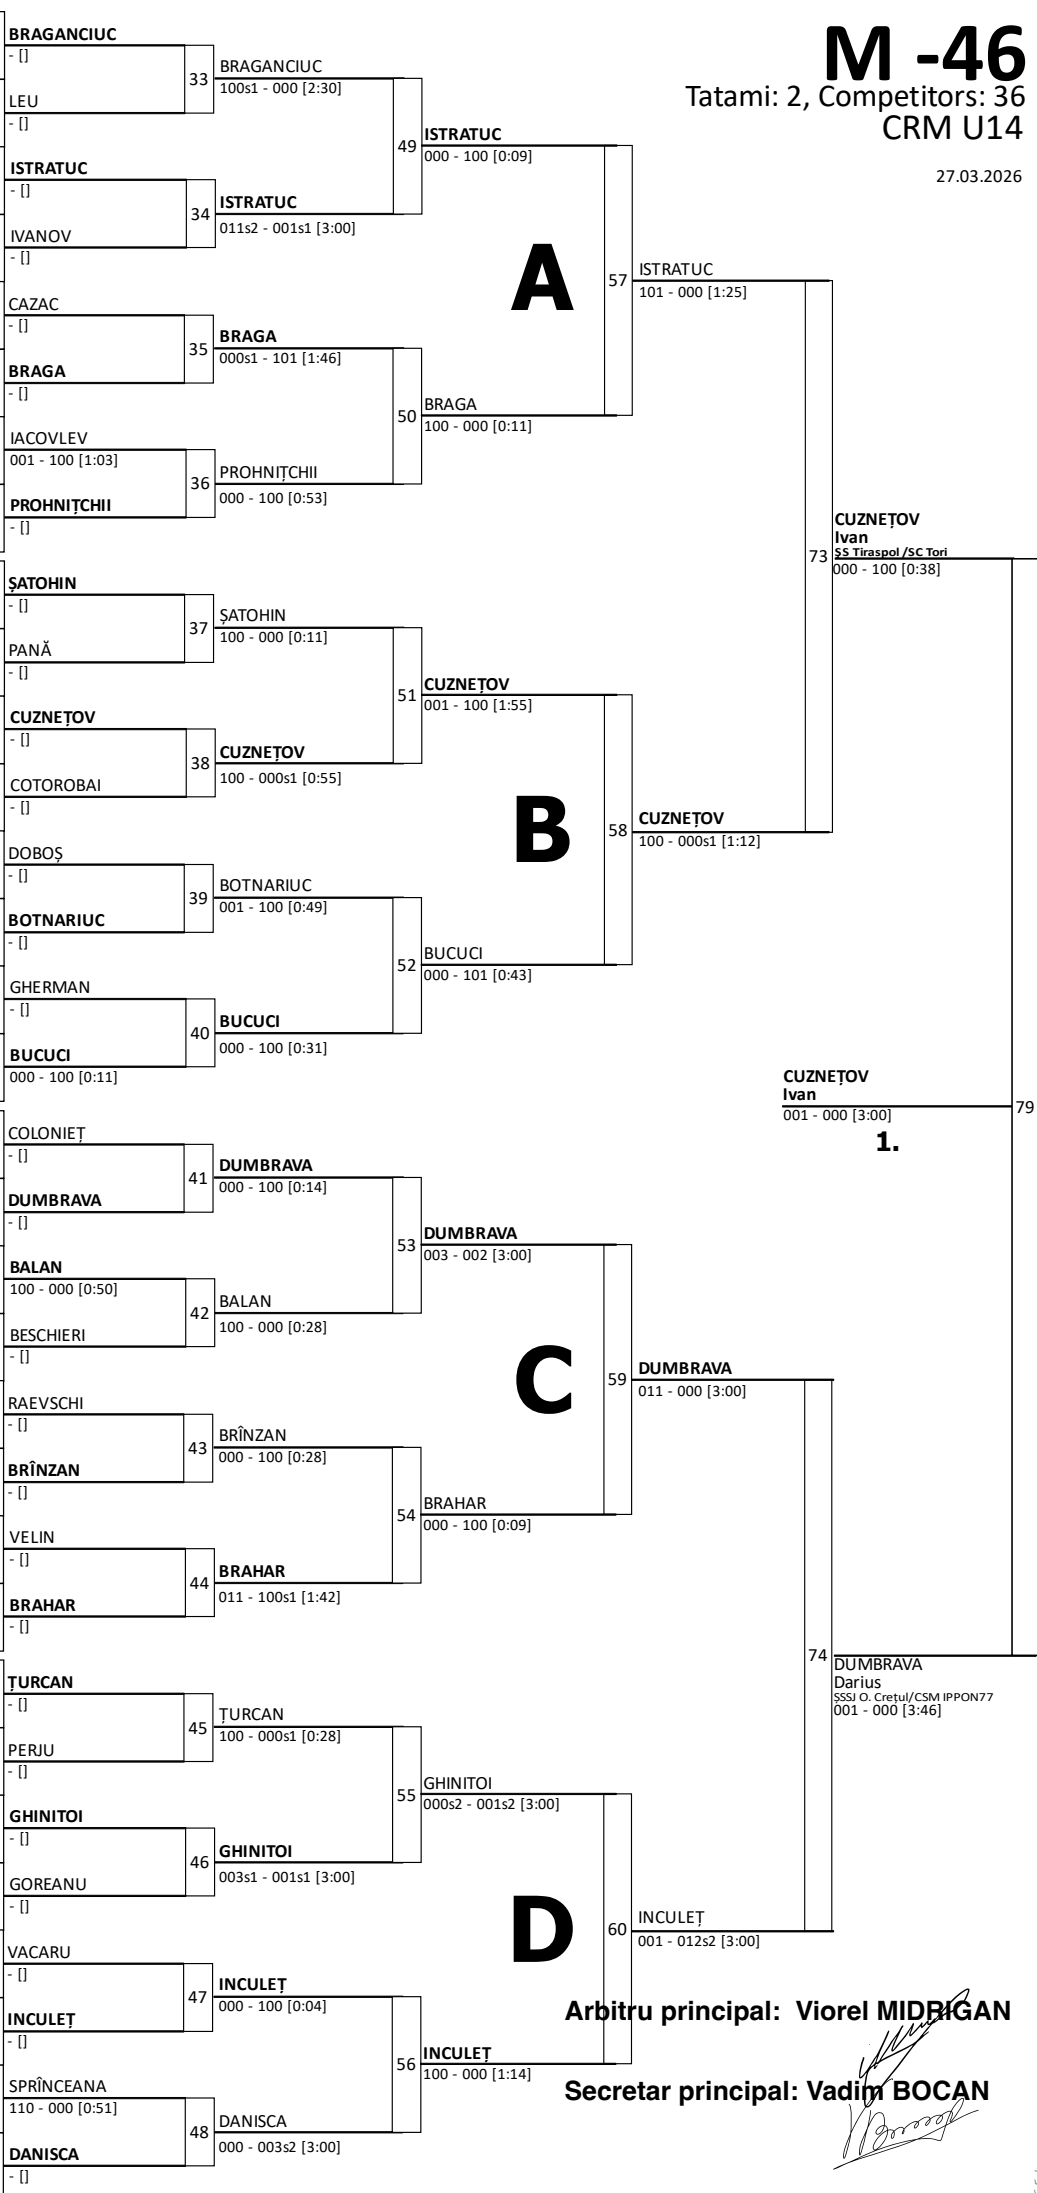 M -46
Tatami: 2, Competitors: 36
CRM U14
27.03.2026
BRAGANCIUC
- []
33
BRAGANCIUC
100s1 - 000 [2:30]
LEU
- []
49
ISTRATUC
000 - 100 [0:09]
ISTRATUC
- []
34
ISTRATUC
011s2 - 001s1 [3:00]
IVANOV
- []
A
57
ISTRATUC
101 - 000 [1:25]
CAZAC
- []
35
BRAGA
000s1 - 101 [1:46]
BRAGA
- []
50
BRAGA
100 - 000 [0:11]
IACOVLEV
001 - 100 [1:03]
36
PROHNIȚCHII
000 - 100 [0:53]
PROHNIȚCHII
- []
73
CUZNEȚOV
Ivan
ȘS Tiraspol /SC Tori
000 - 100 [0:38]
ȘATOHIN
- []
37
ȘATOHIN
100 - 000 [0:11]
PANĂ
- []
51
CUZNEȚOV
001 - 100 [1:55]
CUZNEȚOV
- []
38
CUZNEȚOV
100 - 000s1 [0:55]
COTOROBAI
- []
B
58
CUZNEȚOV
100 - 000s1 [1:12]
DOBOȘ
- []
39
BOTNARIUC
001 - 100 [0:49]
BOTNARIUC
- []
52
BUCUCI
000 - 101 [0:43]
GHERMAN
- []
40
BUCUCI
000 - 100 [0:31]
BUCUCI
000 - 100 [0:11]
CUZNEȚOV
Ivan
001 - 000 [3:00]
1.
79
COLONIEȚ
- []
41
DUMBRAVA
000 - 100 [0:14]
DUMBRAVA
- []
53
DUMBRAVA
003 - 002 [3:00]
BALAN
100 - 000 [0:50]
42
BALAN
100 - 000 [0:28]
BESCHIERI
- []
C
59
DUMBRAVA
011 - 000 [3:00]
RAEVSCHI
- []
43
BRÎNZAN
000 - 100 [0:28]
BRÎNZAN
- []
54
BRAHAR
000 - 100 [0:09]
VELIN
- []
44
BRAHAR
011 - 100s1 [1:42]
BRAHAR
- []
74
DUMBRAVA
Darius
ȘSSJ O. Crețul/CSM IPPON77
001 - 000 [3:46]
ȚURCAN
- []
45
ȚURCAN
100 - 000s1 [0:28]
PERJU
- []
55
GHINITOI
000s2 - 001s2 [3:00]
GHINITOI
- []
46
GHINITOI
003s1 - 001s1 [3:00]
GOREANU
- []
D
60
INCULEȚ
001 - 012s2 [3:00]
VACARU
- []
47
INCULEȚ
000 - 100 [0:04]
INCULEȚ
- []
56
INCULEȚ
100 - 000 [1:14]
SPRÎNCEANA
110 - 000 [0:51]
48
DANISCA
000 - 003s2 [3:00]
DANISCA
- []
Arbitru principal: Viorel MIDRIGAN
Secretar principal: Vadim BOCAN